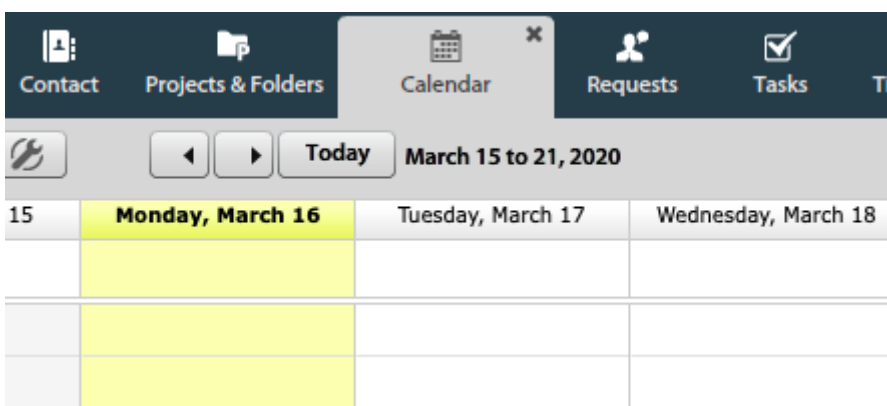 Contact Projects & Folders Calendar Requests Tasks
Today March 15 to 21, 2020
15 Monday, March 16 Tuesday, March 17 Wednesday, March 18